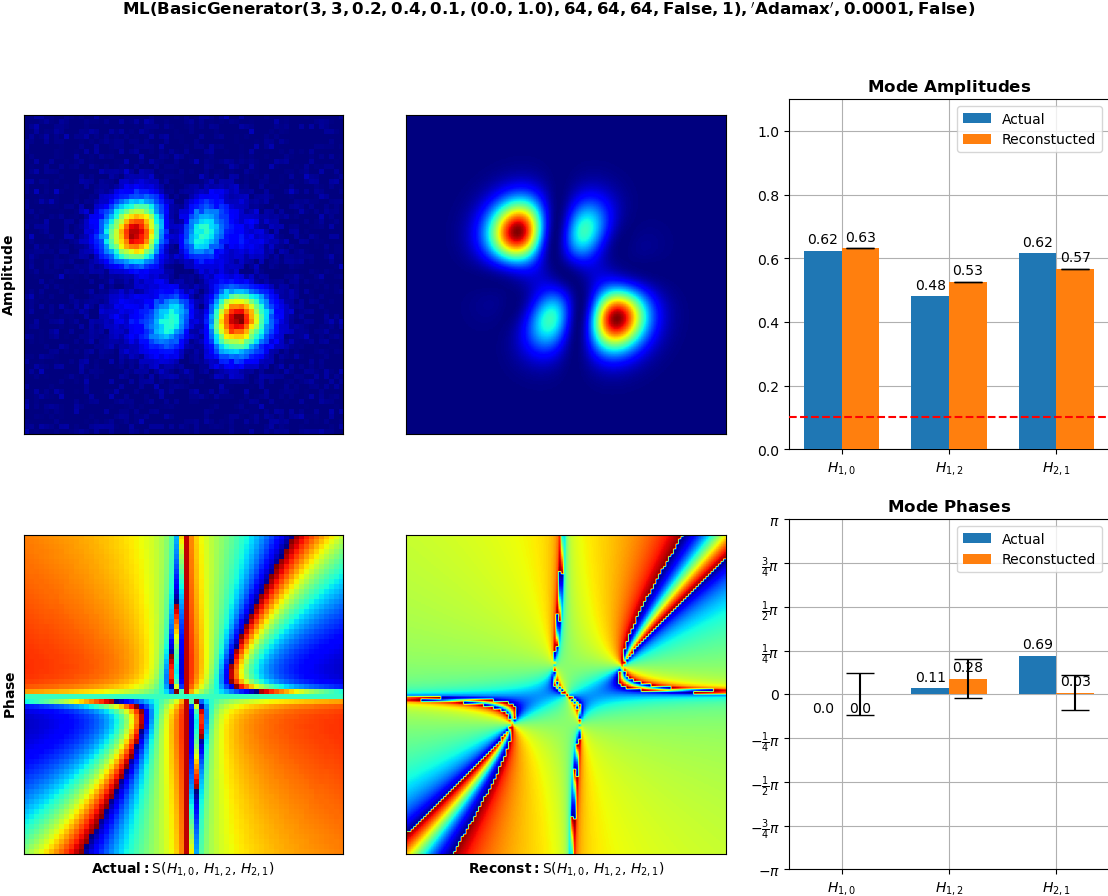 ML(BasicGenerator(3, 3, 0.2, 0.4, 0.1, (0.0, 1.0), 64, 64, 64, False, 1), ′Adamax′, 0.0001, False)
Amplitude
Mode Amplitudes
Actual
Reconstucted
1.0
0.8
0.6
0.4
0.2
0.0
0.62
0.63
0.48
0.53
0.62
0.57
H1,0
H1,2
H2,1
Phase
Actual: S(H1,0, H1,2, H2,1)
Reconst: S(H1,0, H1,2, H2,1)
Mode Phases
Actual
Reconstucted
π
3/4π
1/2π
1/4π
0
−1/4π
−1/2π
−3/4π
−π
0.0
0.0
0.11
0.28
0.69
0.03
H1,0
H1,2
H2,1